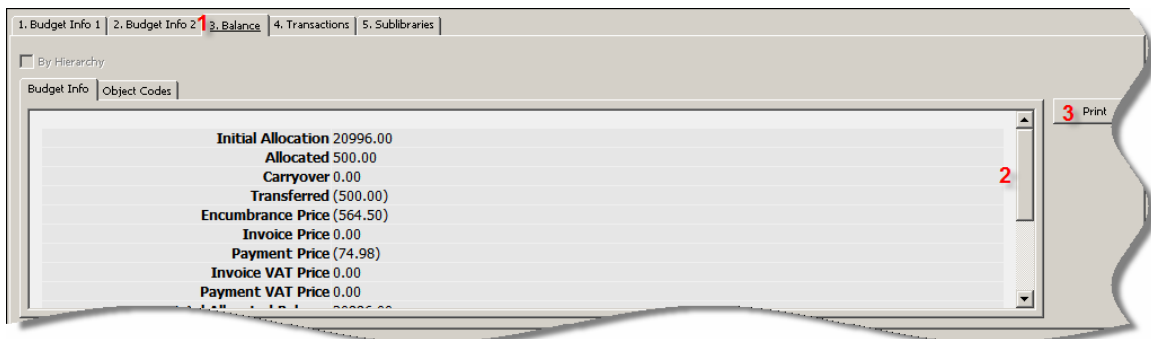 1. Budget Info 1 2. Budget Info 2 1 3. Balance 4. Transactions 5. Sublibraries
By Hierarchy
Budget Info Object Codes
3 Print
Initial Allocation 20996.00
Allocated 500.00
Carryover 0.00
2
Transferred (500.00)
Encumbrance Price (564.50)
Invoice Price 0.00
Payment Price (74.98)
Invoice VAT Price 0.00
Payment VAT Price 0.00